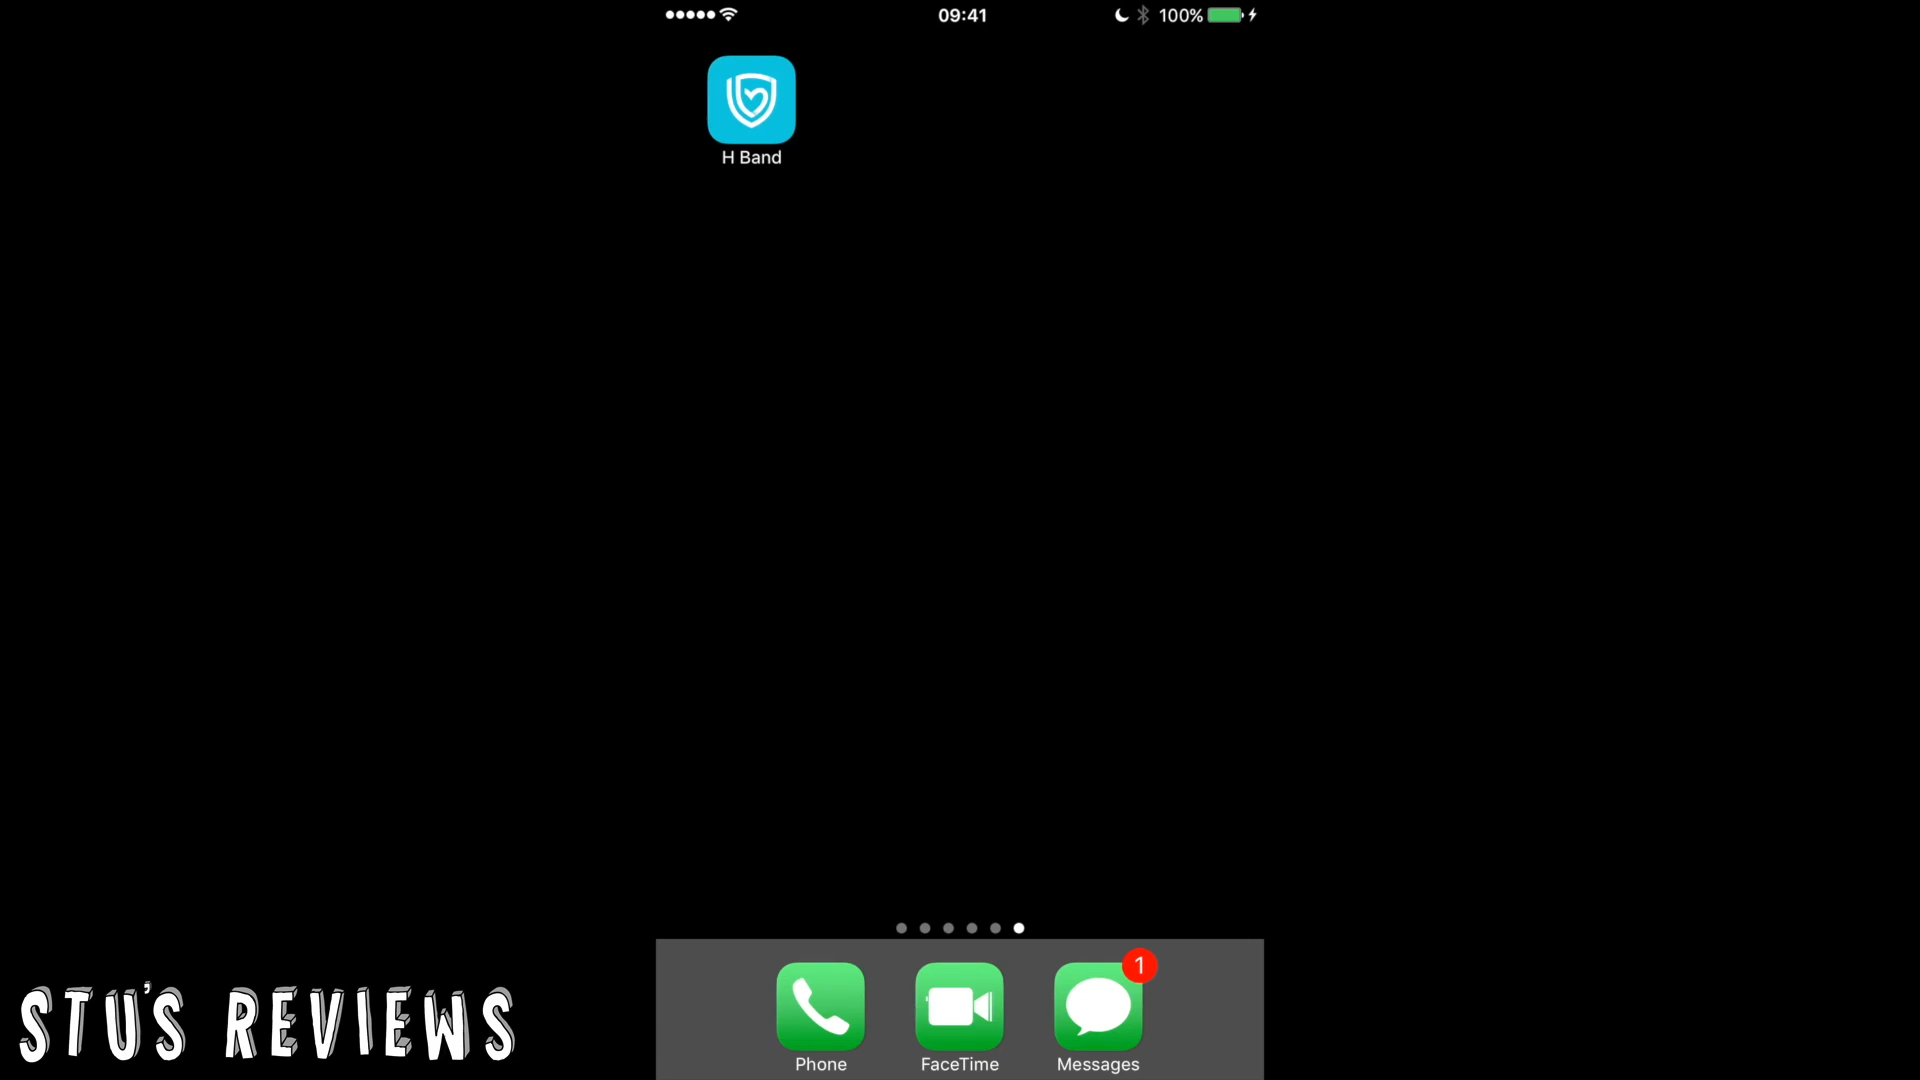 09:41
100%
H Band
1
Phone
FaceTime
Messages
STU'S REVIEWS